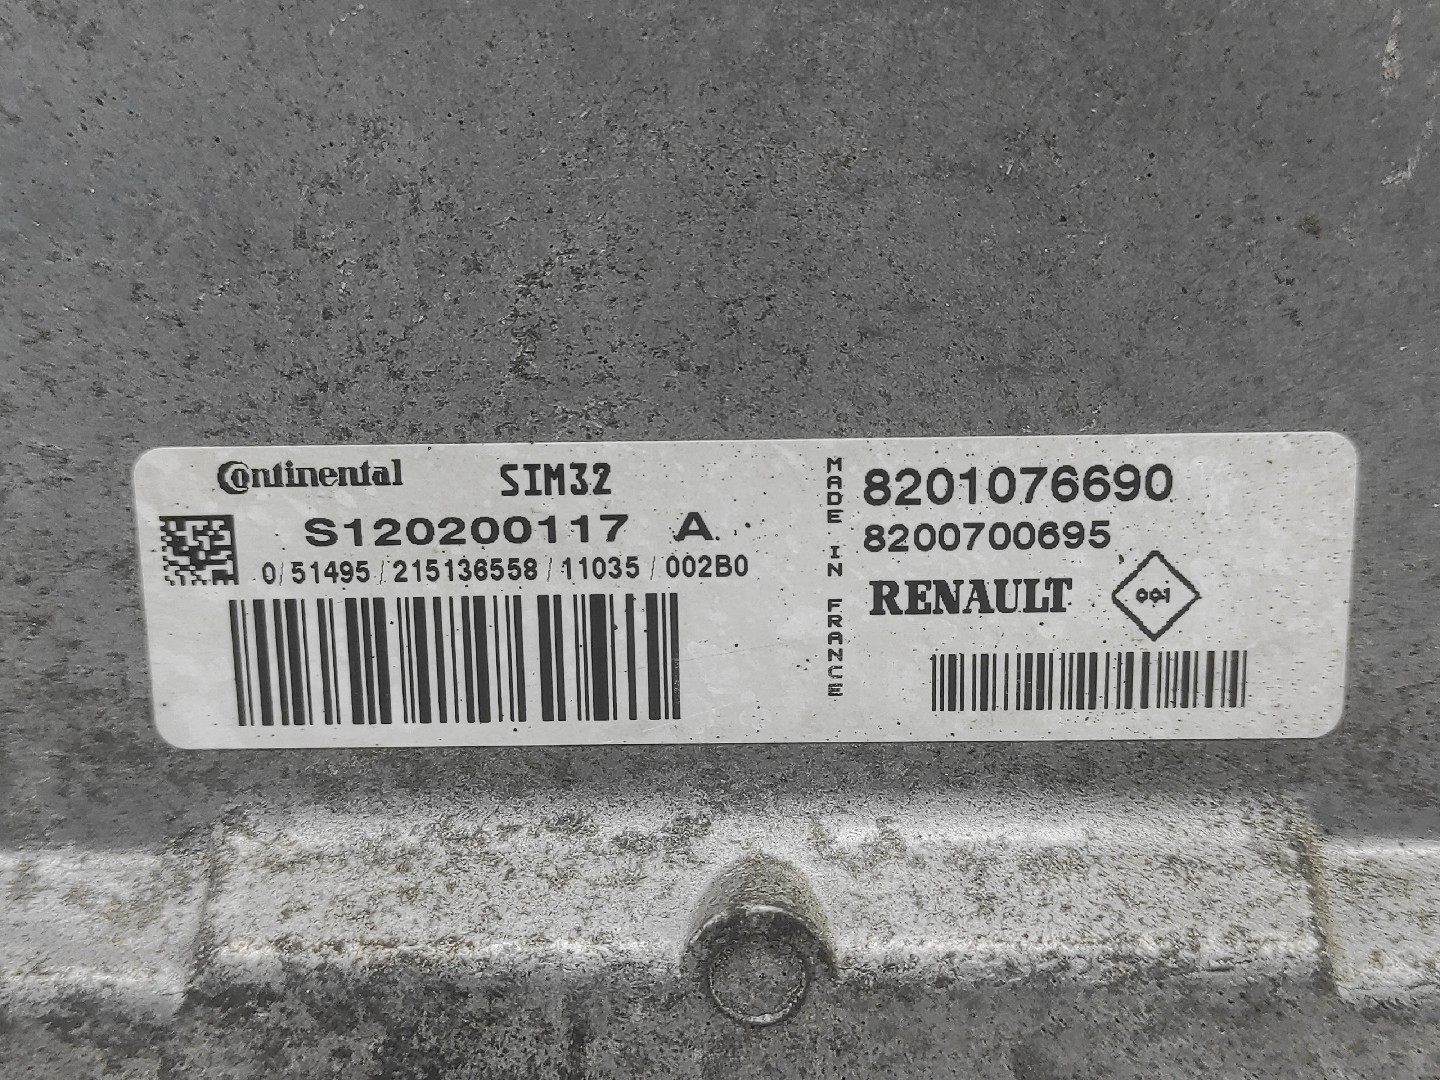 Continental SIM32
S120200117 A
0/51495/215136558/11035/002B0
MADE IN FRANCE
8201076690
8200700695
RENAULT